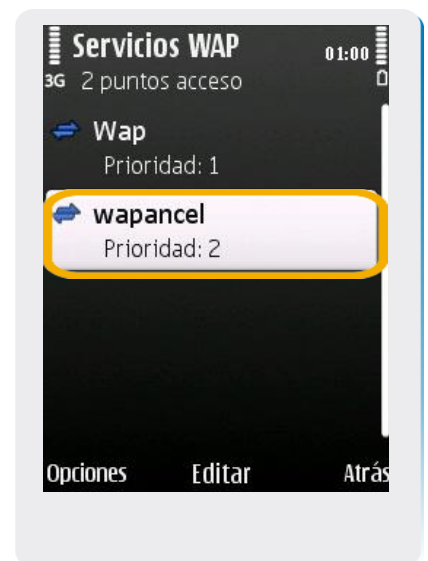 Servicios WAP 01:00
3G 2 puntos acceso
Wap
Prioridad: 1
wapancel
Prioridad: 2
Opciones Editar Atrás